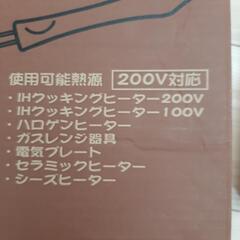 使用可能熱源 200V対応
・IHクッキングヒーター200V
・IHクッキングヒーター100V
・ハロゲンヒーター
・ガスレンジ器具
・電気プレート
・セラミックヒーター
・シーズヒーター